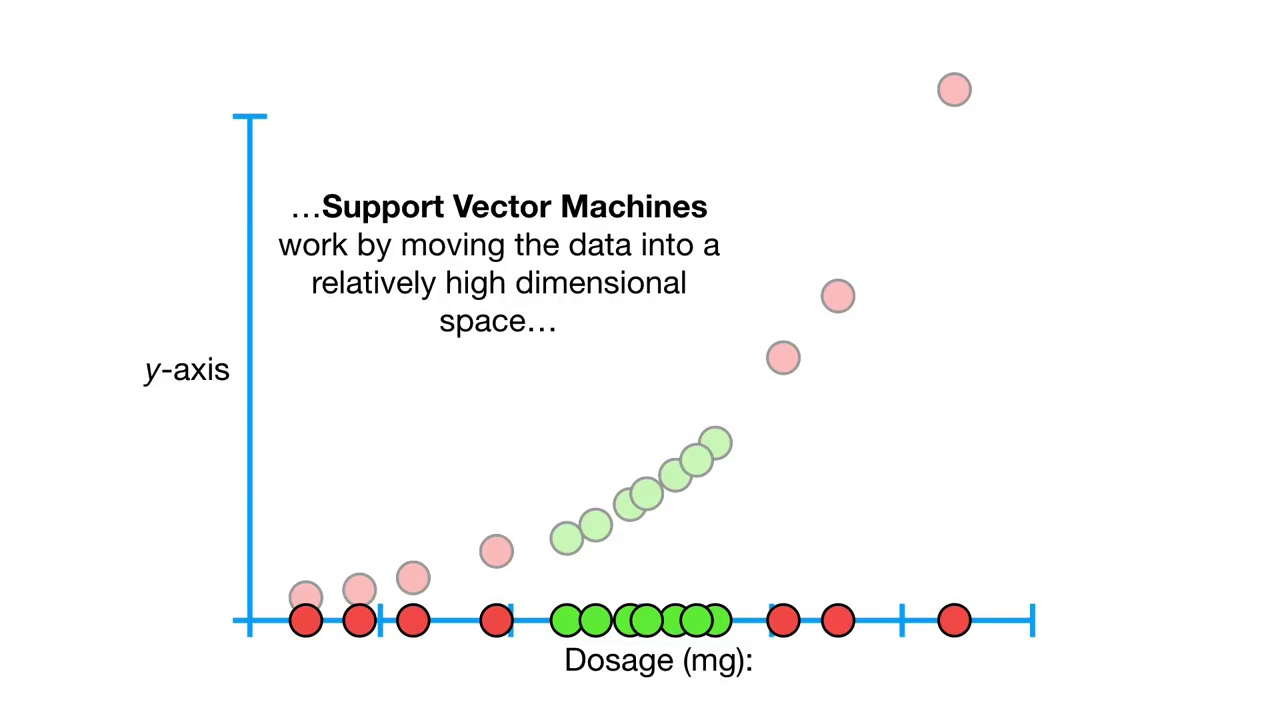 …Support Vector Machines
work by moving the data into a
relatively high dimensional
space…
y-axis
Dosage (mg):